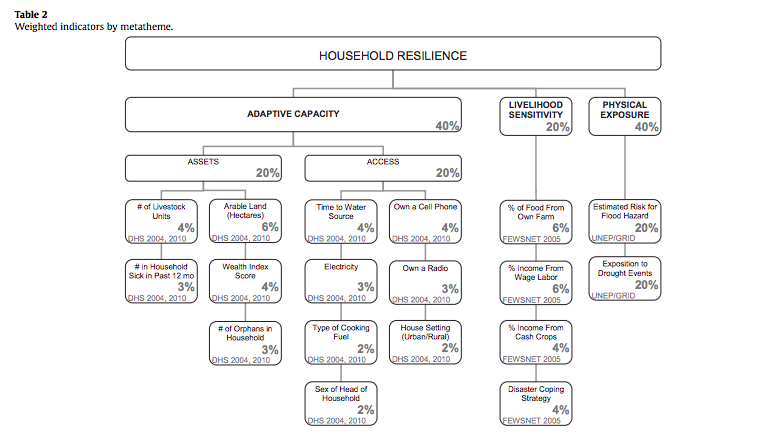 Table 2
Weighted indicators by metatheme.
HOUSEHOLD RESILIENCE
ADAPTIVE CAPACITY
40%
LIVELIHOOD
SENSITIVITY
20%
PHYSICAL
EXPOSURE
40%
ASSETS
20%
ACCESS
20%
# of Livestock
Units
4%
DHS 2004, 2010
Arable Land
(Hectares)
6%
DHS 2004, 2010
Time to Water
Source
4%
DHS 2004, 2010
Own a Cell Phone
4%
DHS 2004, 2010
% of Food From
Own Farm
6%
FEWSNET 2005
Estimated Risk for
Flood Hazard
20%
UNEP/GRID
# in Household
Sick in Past 12 mo
3%
DHS 2004, 2010
Wealth Index
Score
4%
DHS 2004, 2010
Electricity
3%
DHS 2004, 2010
Own a Radio
3%
DHS 2004, 2010
% Income From
Wage Labor
6%
FEWSNET 2005
Exposition to
Drought Events
20%
UNEP/GRID
# of Orphans in
Household
3%
DHS 2004, 2010
Type of Cooking
Fuel
2%
DHS 2004, 2010
House Setting
(Urban/Rural)
2%
DHS 2004, 2010
% Income From
Cash Crops
4%
FEWSNET 2005
Sex of Head of
Household
2%
DHS 2004, 2010
Disaster Coping
Strategy
4%
FEWSNET 2005